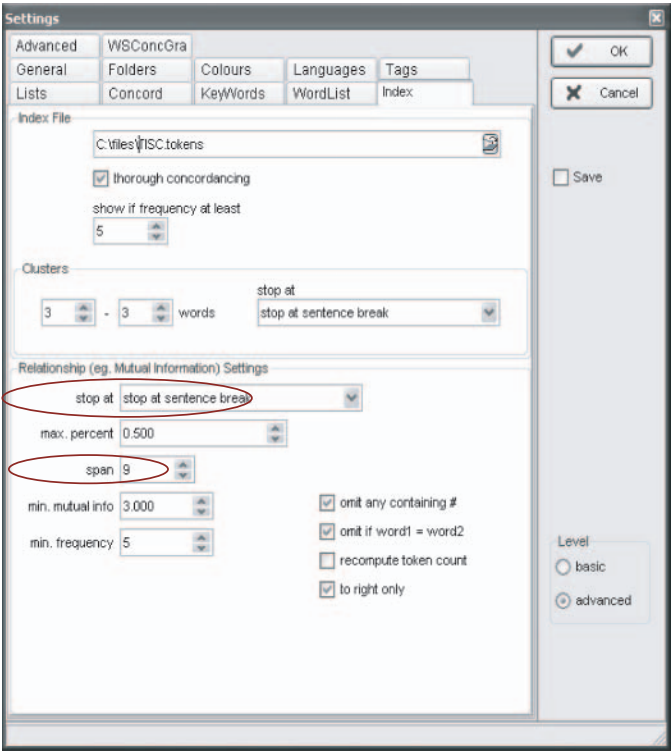 Settings
Advanced WSConcGra
General Folders Colours Languages Tags
Lists Concord KeyWords WordList Index
OK
Cancel
Save
Index File
C:\files\TISC.tokens
thorough concordancing
show if frequency at least
5
Clusters
stop at
3 - 3 words stop at sentence break
Relationship (eg. Mutual Information) Settings
stop at stop at sentence break
max. percent 0.500
span 9
min. mutual info 3.000
min. frequency 5
omit any containing #
omit if word1 = word2
recompute token count
to right only
Level
basic
advanced